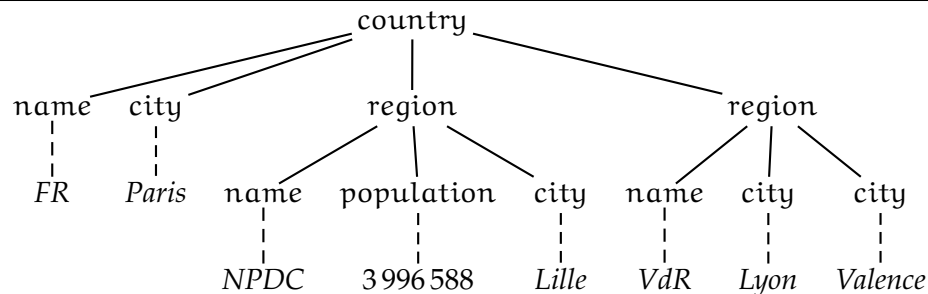 country
name city region region
name population city name city city
FR Paris
NPDC 3 996 588 Lille VdR Lyon Valence